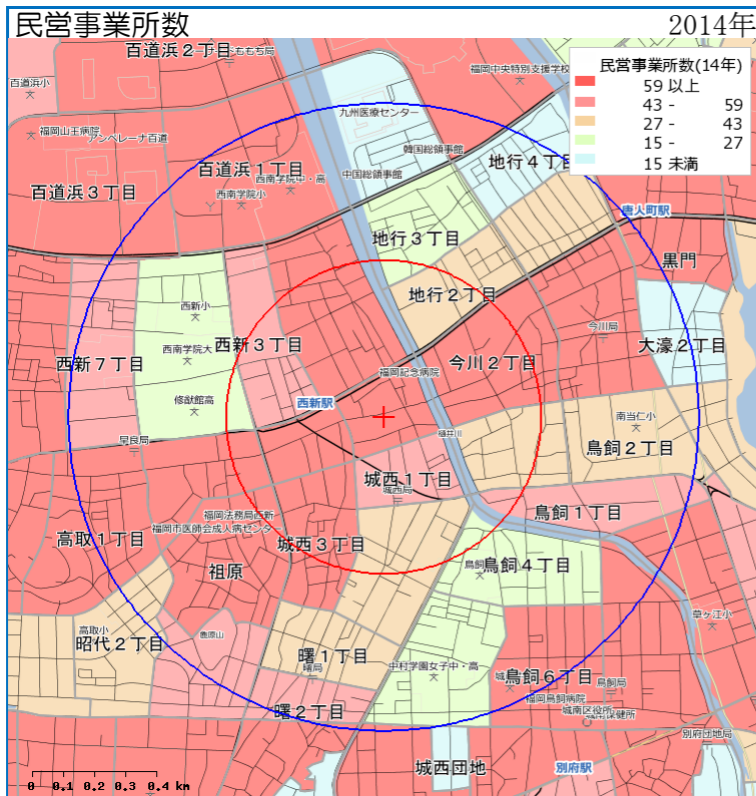 民営事業所数
2014年
民営事業所数(14年)
59 以上
43 - 59
27 - 43
15 - 27
15 未満
百道浜2丁目
福岡中央特別支援学校
百道浜小
九州医療センター
福岡山王病院
アンペレーナ百道
韓国総領事館
地行4丁目
百道浜1丁目
中国総領事館
西南学院中・高
百道浜3丁目
西南学院小
唐人町駅
地行3丁目
黒門
地行2丁目
西新小
今川局
西新3丁目
大濠2丁目
西南学院大
西新7丁目
今川2丁目
福岡記念病院
修猷館高
西新駅
南当仁小
早良局
樋井川
鳥飼2丁目
城西1丁目
城西局
鳥飼1丁目
福岡法務局西新
福岡市医師会成人病センタ
高取1丁目
城西3丁目
鳥飼
鳥飼4丁目
祖原
草ヶ江小
高取小
昭代2丁目
曙1丁目
曙局
中村学園女子中・高
鳥飼6丁目
鳥飼局
福岡鳥飼病院
曙2丁目
城南区役所
城南保健所
別府団地局
城西団地
別府駅
0 0.1 0.2 0.3 0.4 km